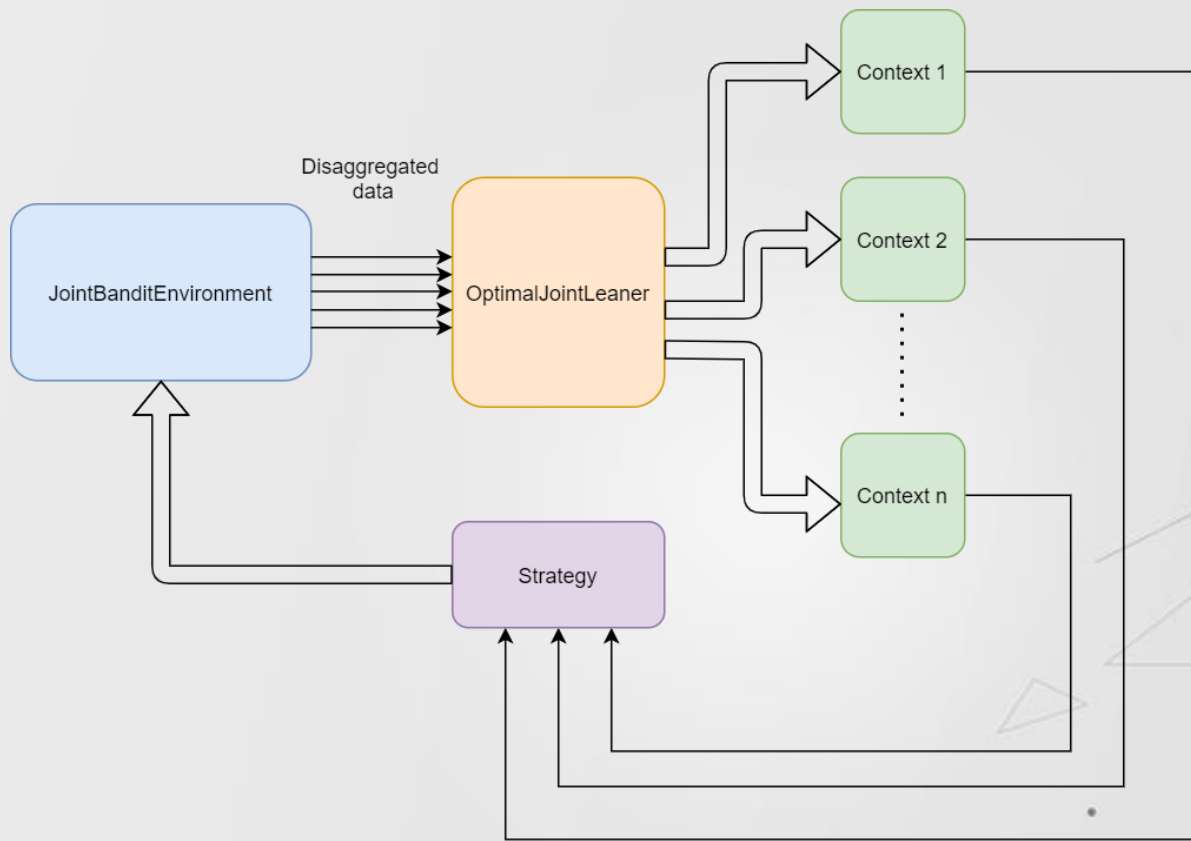 Context 1
Disaggregated
data
Context 2
JointBanditEnvironment
OptimalJointLeaner
Context n
Strategy